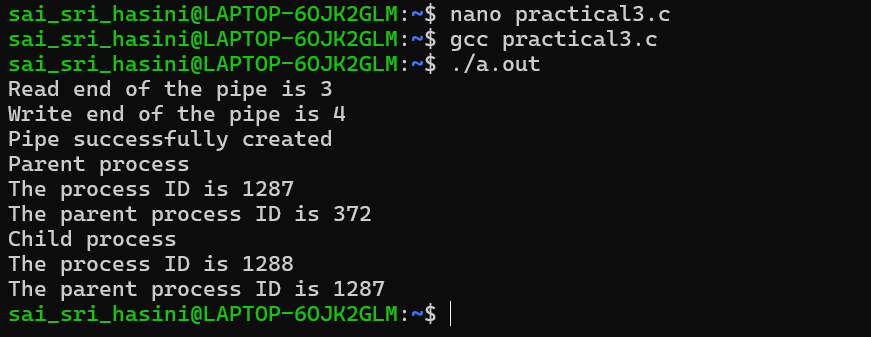 sai_sri_hasini@LAPTOP-6OJK2GLM:~$ nano practical3.c
sai_sri_hasini@LAPTOP-6OJK2GLM:~$ gcc practical3.c
sai_sri_hasini@LAPTOP-6OJK2GLM:~$ ./a.out
Read end of the pipe is 3
Write end of the pipe is 4
Pipe successfully created
Parent process
The process ID is 1287
The parent process ID is 372
Child process
The process ID is 1288
The parent process ID is 1287
sai_sri_hasini@LAPTOP-6OJK2GLM:~$